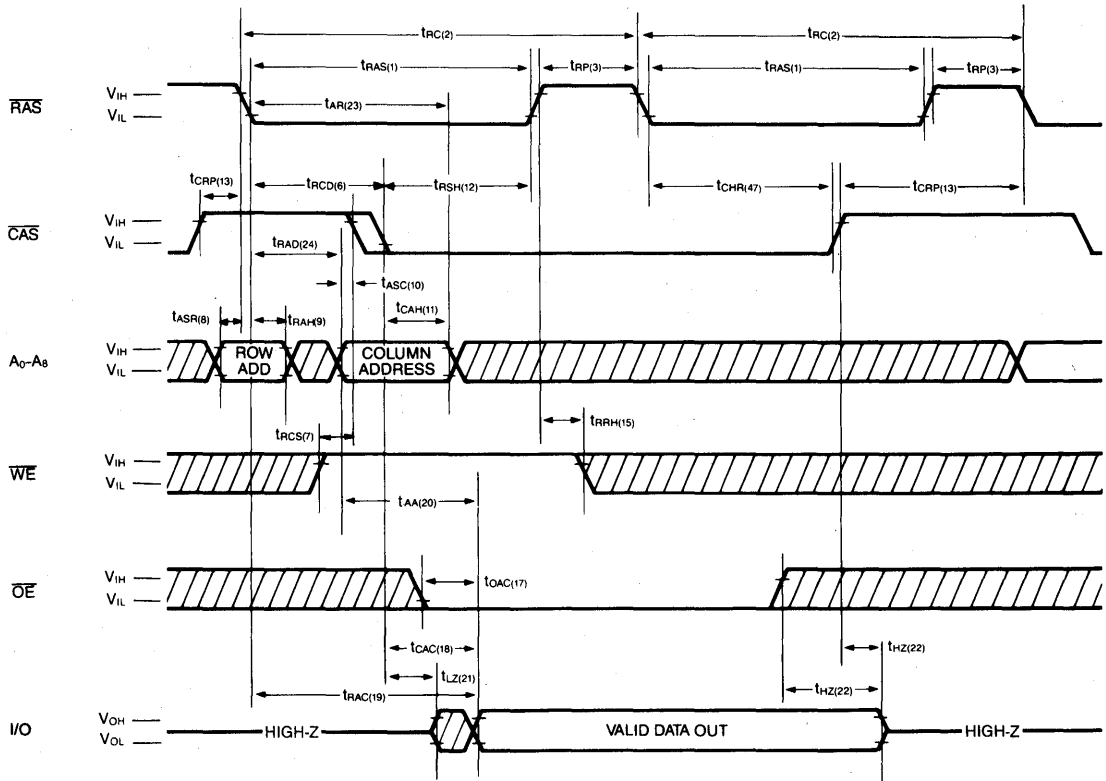 tRC(2) tRC(2)
tRAS(1) tRP(3) tRAS(1) tRP(3)
tAR(23)
RAS VIH
VIL
tCRP(13) tRCD(6) tRSH(12) tCHR(47) tCRP(13)
CAS VIH
VIL
tRAD(24)
tASC(10)
tCAH(11)
tASR(8) tRAH(9)
A0–A8 VIH
VIL
ROW
ADD
COLUMN
ADDRESS
tRCS(7) tRRH(15)
WE VIH
VIL
tAA(20)
OE VIH
VIL
tOAC(17)
tCAC(18) tHZ(22)
tLZ(21)
tRAC(19) tHZ(22)
I/O VOH
VOL
HIGH-Z VALID DATA OUT HIGH-Z